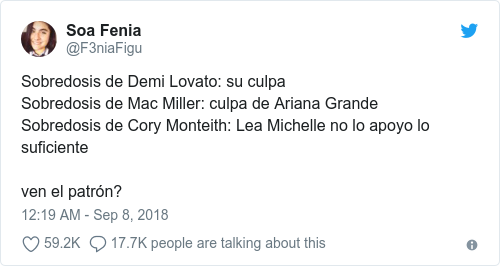 Soa Fenia
@F3niaFigu
Sobredosis de Demi Lovato: su culpa
Sobredosis de Mac Miller: culpa de Ariana Grande
Sobredosis de Cory Monteith: Lea Michelle no lo apoyo lo
suficiente
ven el patrón?
12:19 AM - Sep 8, 2018
59.2K 17.7K people are talking about this